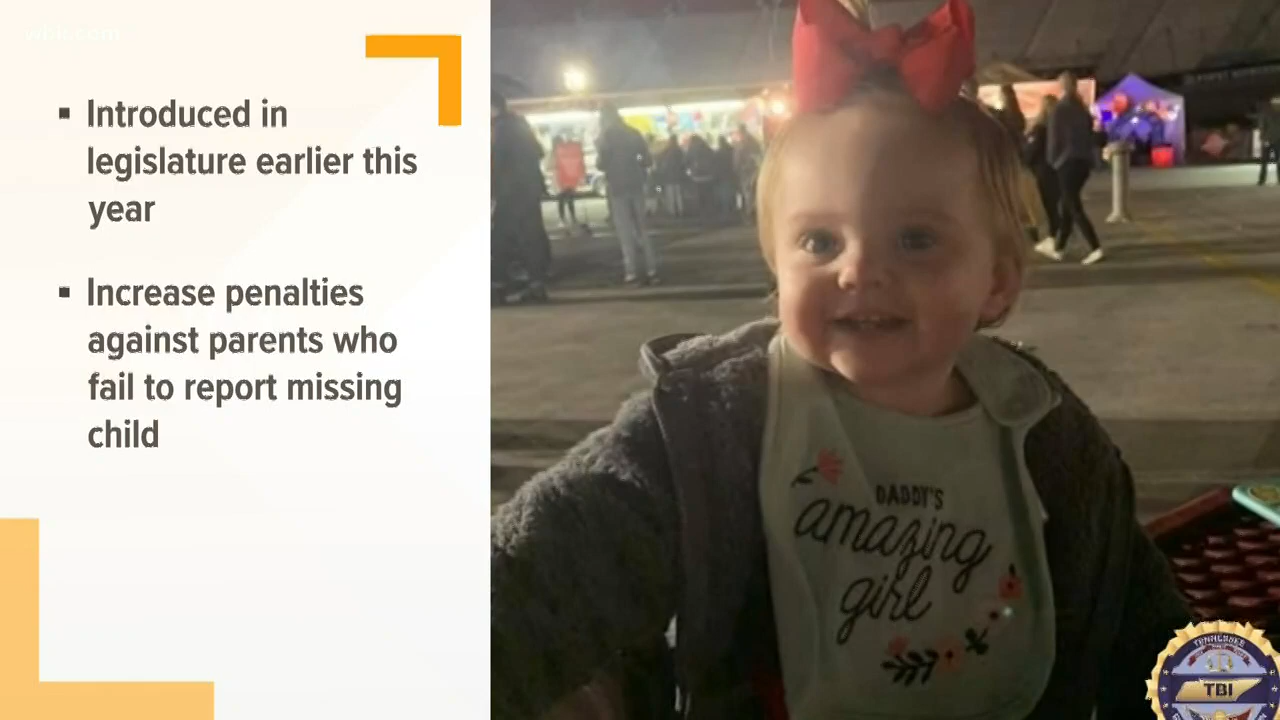 wbir.com
▪ Introduced in
legislature earlier this
year
▪ Increase penalties
against parents who
fail to report missing
child
DADDY'S
amazing
girl
TENNESSEE
TBI